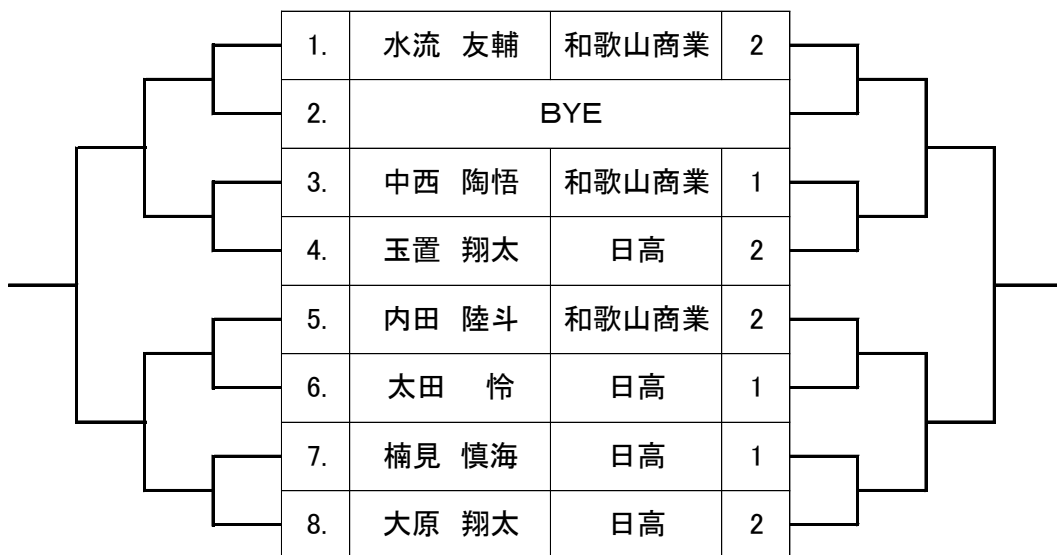 1. 水流 友輔 和歌山商業 2
2. BYE
3. 中西 陶悟 和歌山商業 1
4. 玉置 翔太 日高 2
5. 内田 陸斗 和歌山商業 2
6. 太田 怜 日高 1
7. 楠見 慎海 日高 1
8. 大原 翔太 日高 2